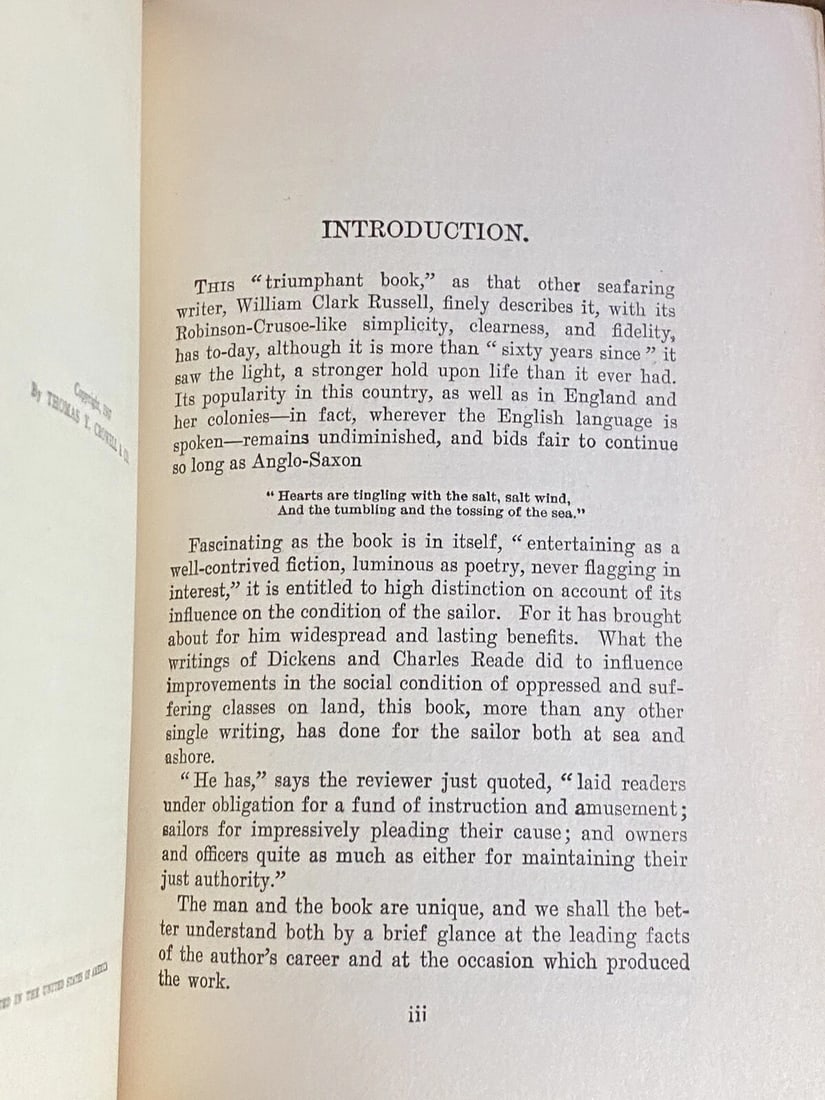 Copyright,
By THOMAS Y. CROWELL & Co.
IN THE UNITED STATES OF AMERICA
INTRODUCTION.
THIS “triumphant book,” as that other seafaring
writer, William Clark Russell, finely describes it, with its
Robinson-Crusoe-like simplicity, clearness, and fidelity,
has to-day, although it is more than “sixty years since” it
saw the light, a stronger hold upon life than it ever had.
Its popularity in this country, as well as in England and
her colonies—in fact, wherever the English language is
spoken—remains undiminished, and bids fair to continue
so long as Anglo-Saxon
“Hearts are tingling with the salt, salt wind,
And the tumbling and the tossing of the sea.”
Fascinating as the book is in itself, “entertaining as a
well-contrived fiction, luminous as poetry, never flagging in
interest,” it is entitled to high distinction on account of its
influence on the condition of the sailor. For it has brought
about for him widespread and lasting benefits. What the
writings of Dickens and Charles Reade did to influence
improvements in the social condition of oppressed and suf-
fering classes on land, this book, more than any other
single writing, has done for the sailor both at sea and
ashore.
“He has,” says the reviewer just quoted, “laid readers
under obligation for a fund of instruction and amusement;
sailors for impressively pleading their cause; and owners
and officers quite as much as either for maintaining their
just authority.”
The man and the book are unique, and we shall the bet-
ter understand both by a brief glance at the leading facts
of the author’s career and at the occasion which produced
the work.
iii